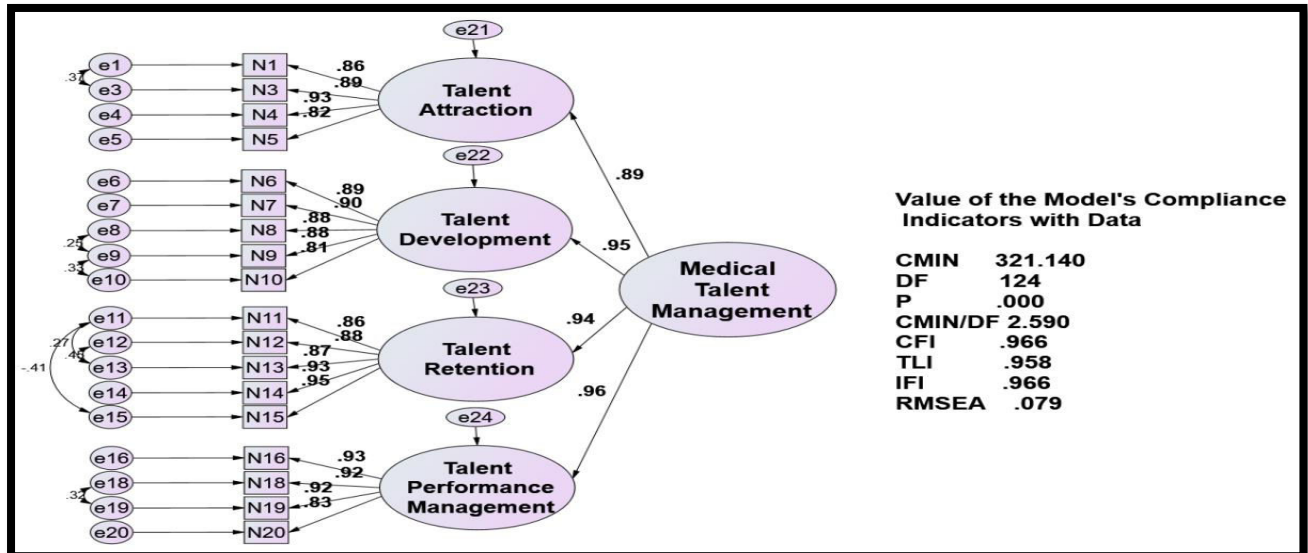 e21
e1
N1
.86
.37
e3
N3
.89
e4
N4
.93
e5
N5
.82
Talent
Attraction
.89
e22
e6
N6
.89
e7
N7
.90
e8
N8
.88
.25
e9
N9
.88
.33
e10
N10
.81
Talent
Development
.95
e23
e11
N11
.86
.27
e12
N12
.88
e13
N13
.87
-.41
e14
N14
.93
e15
N15
.95
Talent
Retention
.94
e24
e16
N16
.93
e18
N18
.92
.32
e19
N19
.92
e20
N20
.83
Talent
Performance
Management
.96
Medical
Talent
Management
Value of the Model's Compliance
Indicators with Data
CMIN 321.140
DF 124
P .000
CMIN/DF 2.590
CFI .966
TLI .958
IFI .966
RMSEA .079